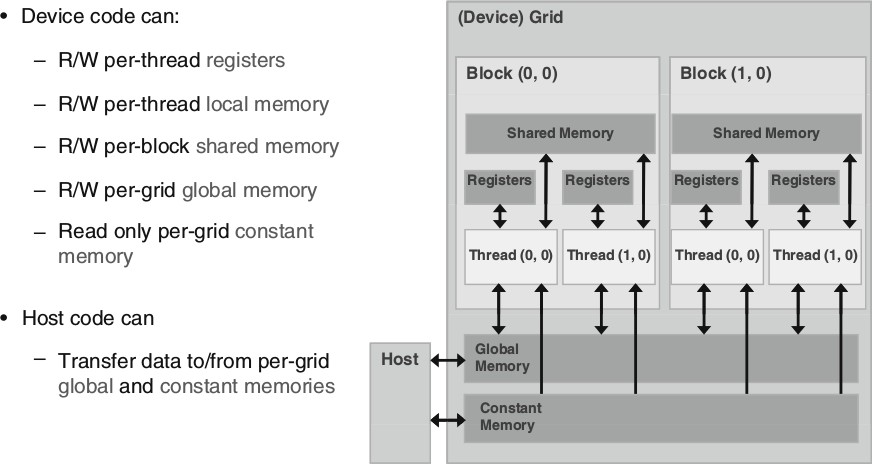 • Device code can:
– R/W per-thread registers
– R/W per-thread local memory
– R/W per-block shared memory
– R/W per-grid global memory
– Read only per-grid constant
memory
• Host code can
– Transfer data to/from per-grid
global and constant memories
(Device) Grid
Block (0, 0)
Block (1, 0)
Shared Memory
Shared Memory
Registers
Registers
Registers
Registers
Thread (0, 0)
Thread (1, 0)
Thread (0, 0)
Thread (1, 0)
Host
Global
Memory
Constant
Memory